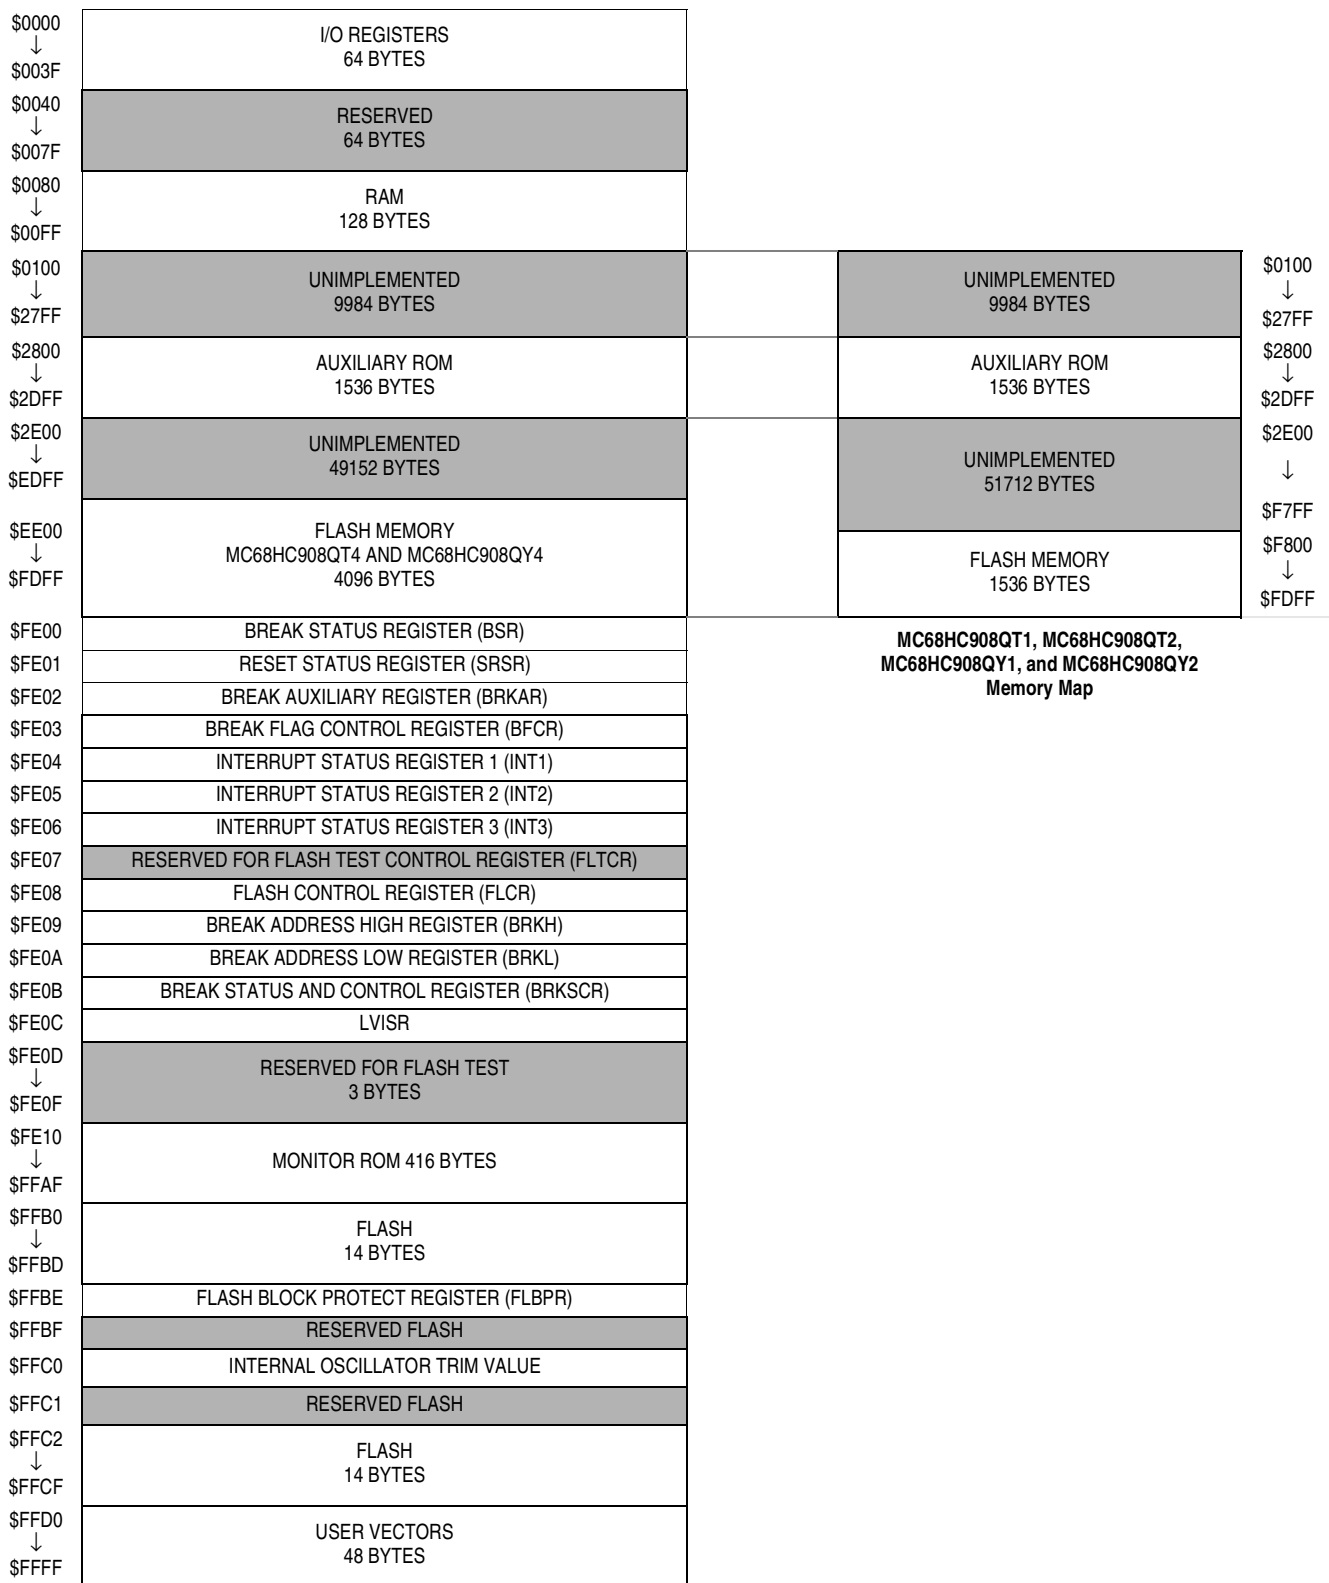 $0000
↓
$003F
I/O REGISTERS
64 BYTES
$0040
↓
$007F
RESERVED
64 BYTES
$0080
↓
$00FF
RAM
128 BYTES
$0100
↓
$27FF
UNIMPLEMENTED
9984 BYTES
UNIMPLEMENTED
9984 BYTES
$0100
↓
$27FF
$2800
↓
$2DFF
AUXILIARY ROM
1536 BYTES
AUXILIARY ROM
1536 BYTES
$2800
↓
$2DFF
$2E00
↓
$EDFF
UNIMPLEMENTED
49152 BYTES
UNIMPLEMENTED
51712 BYTES
$2E00
↓
$F7FF
$EE00
↓
$FDFF
FLASH MEMORY
MC68HC908QT4 AND MC68HC908QY4
4096 BYTES
FLASH MEMORY
1536 BYTES
$F800
↓
$FDFF
MC68HC908QT1, MC68HC908QT2,
MC68HC908QY1, and MC68HC908QY2
Memory Map
$FE00 BREAK STATUS REGISTER (BSR)
$FE01 RESET STATUS REGISTER (SRSR)
$FE02 BREAK AUXILIARY REGISTER (BRKAR)
$FE03 BREAK FLAG CONTROL REGISTER (BFCR)
$FE04 INTERRUPT STATUS REGISTER 1 (INT1)
$FE05 INTERRUPT STATUS REGISTER 2 (INT2)
$FE06 INTERRUPT STATUS REGISTER 3 (INT3)
$FE07 RESERVED FOR FLASH TEST CONTROL REGISTER (FLTCR)
$FE08 FLASH CONTROL REGISTER (FLCR)
$FE09 BREAK ADDRESS HIGH REGISTER (BRKH)
$FE0A BREAK ADDRESS LOW REGISTER (BRKL)
$FE0B BREAK STATUS AND CONTROL REGISTER (BRKSCR)
$FE0C LVISR
$FE0D
↓
$FE0F
RESERVED FOR FLASH TEST
3 BYTES
$FE10
↓
$FFAF
MONITOR ROM 416 BYTES
$FFB0
↓
$FFBD
FLASH
14 BYTES
$FFBE FLASH BLOCK PROTECT REGISTER (FLBPR)
$FFBF RESERVED FLASH
$FFC0 INTERNAL OSCILLATOR TRIM VALUE
$FFC1 RESERVED FLASH
$FFC2
↓
$FFCF
FLASH
14 BYTES
$FFD0
↓
$FFFF
USER VECTORS
48 BYTES